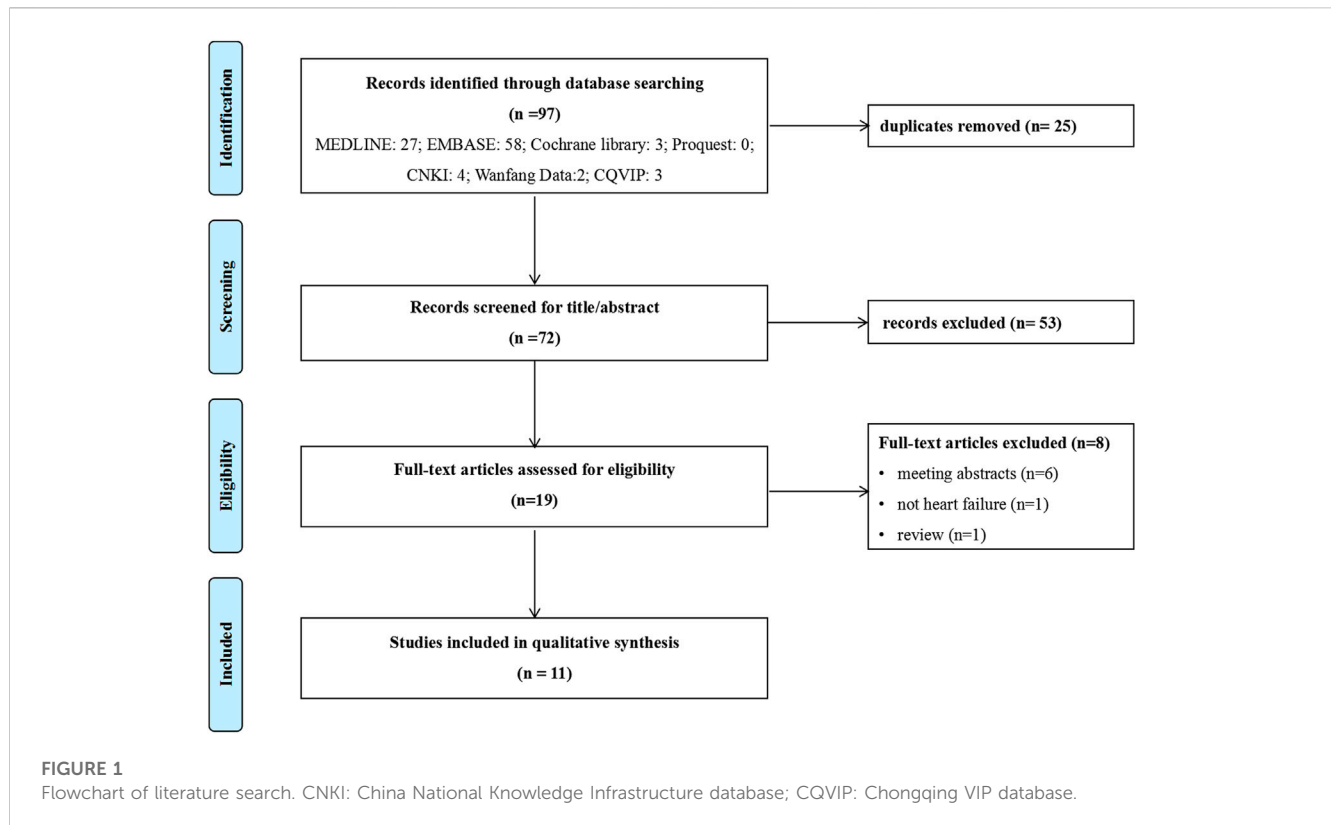 Identification
Records identified through database searching
(n =97)
MEDLINE: 27; EMBASE: 58; Cochrane library: 3; Proquest: 0;
CNKI: 4; Wanfang Data:2; CQVIP: 3
duplicates removed (n= 25)
Screening
Records screened for title/abstract
(n =72)
records excluded (n= 53)
Eligibility
Full-text articles assessed for eligibility
(n=19)
Full-text articles excluded (n=8)
• meeting abstracts (n=6)
• not heart failure (n=1)
• review (n=1)
Included
Studies included in qualitative synthesis
(n = 11)
FIGURE 1
Flowchart of literature search. CNKI: China National Knowledge Infrastructure database; CQVIP: Chongqing VIP database.